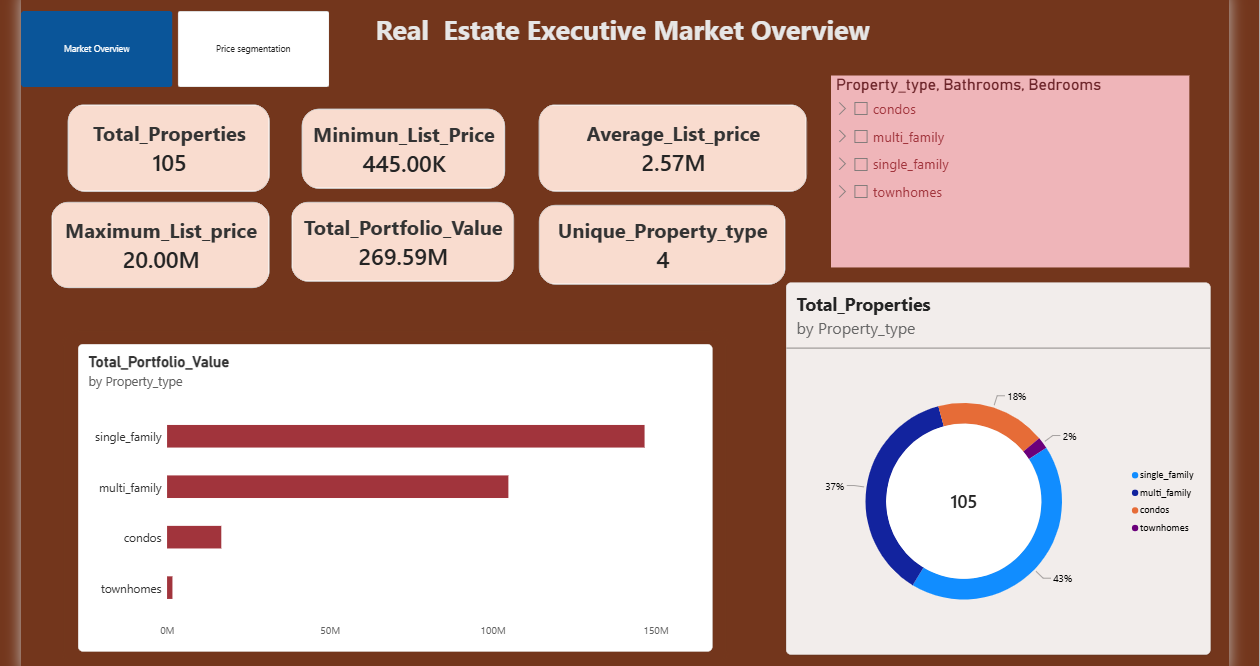 Market Overview
Price segmentation
Real  Estate Executive Market Overview
Total_Properties
105
Minimun_List_Price
445.00K
Average_List_price
2.57M
Maximum_List_price
20.00M
Total_Portfolio_Value
269.59M
Unique_Property_type
4
Property_type, Bathrooms, Bedrooms
condos
multi_family
single_family
townhomes
Total_Portfolio_Value
by Property_type
single_family
multi_family
condos
townhomes
0M
50M
100M
150M
Total_Properties
by Property_type
18%
2%
37%
105
43%
single_family
multi_family
condos
townhomes